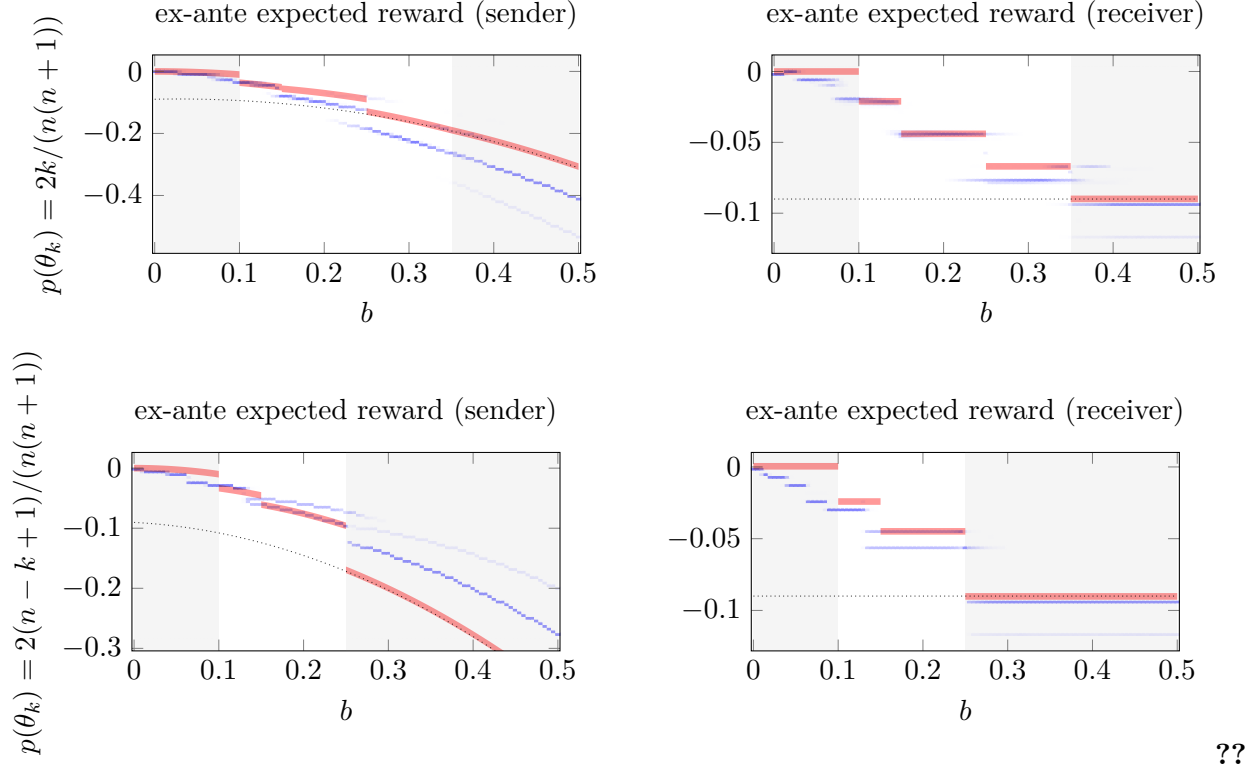 ex-ante expected reward (sender)
ex-ante expected reward (receiver)
p(θₖ) = 2k/(n(n + 1))
0
−0.2
−0.4
0 0.1 0.2 0.3 0.4 0.5
b
0
−0.05
−0.1
0 0.1 0.2 0.3 0.4 0.5
b
ex-ante expected reward (sender)
ex-ante expected reward (receiver)
p(θₖ) = 2(n − k + 1)/(n(n + 1))
0
−0.1
−0.2
−0.3
0 0.1 0.2 0.3 0.4 0.5
b
0
−0.05
−0.1
0 0.1 0.2 0.3 0.4 0.5
b
??